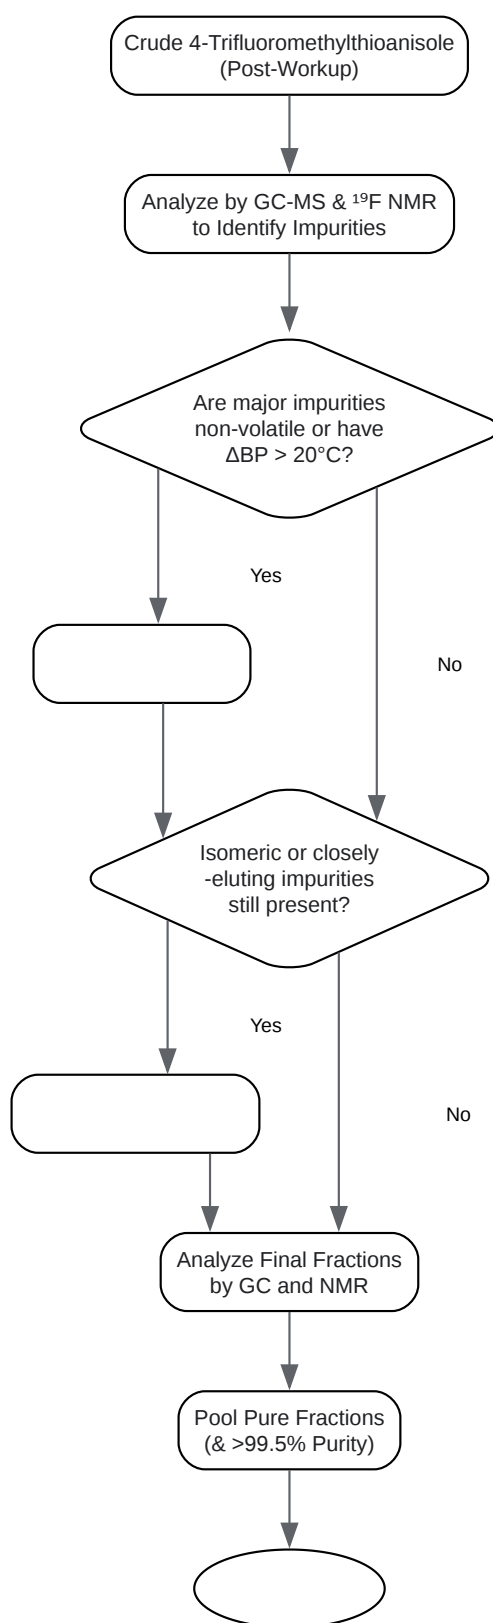 Crude 4-Trifluoromethylthioanisole
(Post-Workup)
Analyze by GC-MS & ¹⁹F NMR
to Identify Impurities
Are major impurities
non-volatile or have
ΔBP > 20°C?
Yes
No
Isomeric or closely
-eluting impurities
still present?
Yes
No
Analyze Final Fractions
by GC and NMR
Pool Pure Fractions
(& >99.5% Purity)